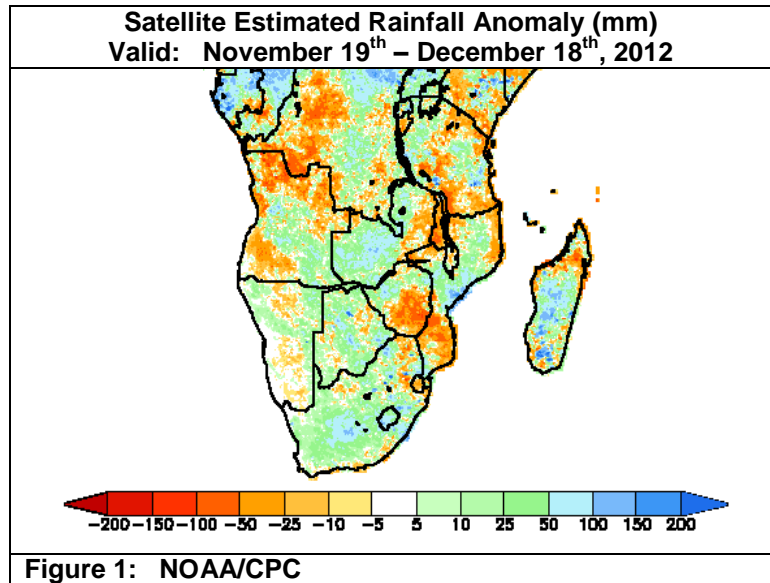 Satellite Estimated Rainfall Anomaly (mm)
Valid: November 19th – December 18th, 2012
-200 -150 -100 -50 -25 -10 -5 5 10 25 50 100 150 200
Figure 1: NOAA/CPC